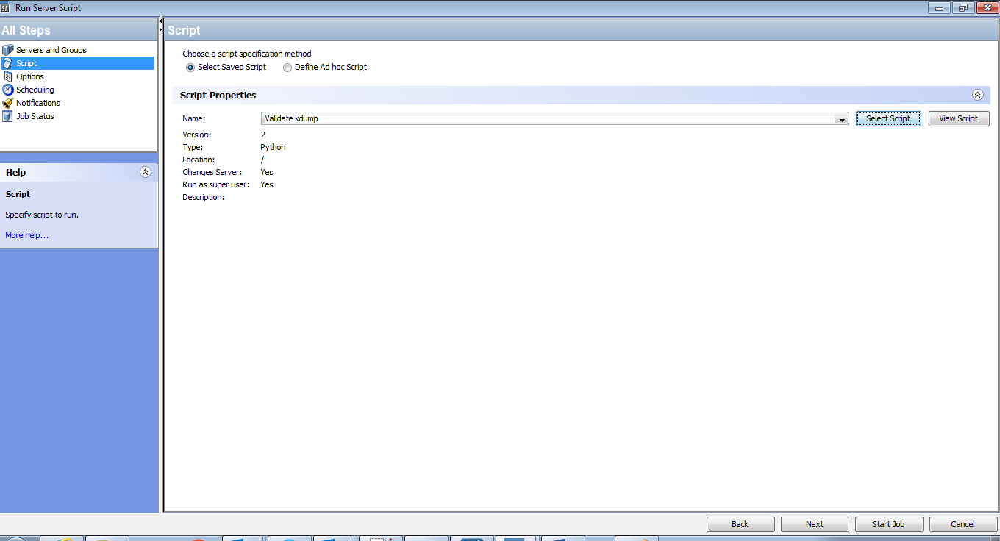 SA Run Server Script
All Steps
Servers and Groups
Script
Options
Scheduling
Notifications
Job Status
Help
Script
Specify script to run.
More help...
Script
Choose a script specification method
Select Saved Script Define Ad hoc Script
Script Properties
Name: Validate kdump Select Script View Script
Version: 2
Type: Python
Location: /
Changes Server: Yes
Run as super user: Yes
Description:
Back Next Start Job Cancel